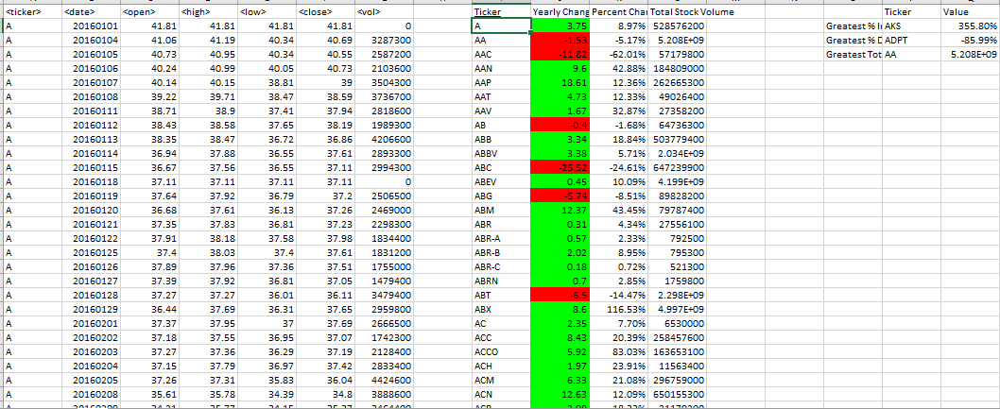 <ticker> <date> <open> <high> <low> <close> <vol> Ticker Yearly Chang Percent Cha Total Stock Volume Ticker Value
A 20160101 41.81 41.81 41.81 41.81 0 A 3.75 8.97% 528576200 Greatest % I AKS 355.80%
A 20160104 41.06 41.19 40.34 40.69 3287300 AA -1.53 -5.17% 5.208E+09 Greatest % D ADPT -85.99%
A 20160105 40.73 40.95 40.34 40.55 2587200 AAC -11.82 -62.01% 57179800 Greatest Tot AA 5.208E+09
A 20160106 40.24 40.99 40.05 40.73 2103600 AAN 9.6 42.88% 184809000
A 20160107 40.14 40.15 38.81 39 3504300 AAP 18.61 12.36% 262665300
A 20160108 39.22 39.71 38.47 38.59 3736700 AAT 4.73 12.33% 49026400
A 20160111 38.71 38.9 37.41 37.94 2818600 AAV 1.67 32.87% 27358200
A 20160112 38.43 38.58 37.65 38.19 1989300 AB -0.4 -1.68% 64736300
A 20160113 38.35 38.47 36.72 36.86 4206600 ABB 3.34 18.84% 503779400
A 20160114 36.94 37.88 36.55 37.61 2893300 ABBV 3.38 5.71% 2.034E+09
A 20160115 36.67 37.56 36.55 37.11 2994300 ABC -25.52 -24.61% 647239900
A 20160118 37.11 37.11 37.11 37.11 0 ABEV 0.45 10.09% 4.199E+09
A 20160119 37.64 37.92 36.79 37.2 2506500 ABG -5.74 -8.51% 89828200
A 20160120 36.68 37.61 36.13 37.26 2469000 ABM 12.37 43.45% 79787400
A 20160121 37.35 37.83 36.81 37.23 2298300 ABR 0.31 4.34% 27556100
A 20160122 37.91 38.18 37.58 37.98 1834400 ABR-A 0.57 2.33% 792500
A 20160125 37.4 38.03 37.4 37.61 1831200 ABR-B 2.02 8.95% 795300
A 20160126 37.89 37.96 37.36 37.51 1755000 ABR-C 0.18 0.72% 521300
A 20160127 37.39 37.92 36.81 37.05 1479400 ABRN 0.7 2.85% 1759800
A 20160128 37.27 37.27 36.01 36.11 3479400 ABT -6.5 -14.47% 2.298E+09
A 20160129 36.44 37.69 36.31 37.65 2959800 ABX 8.6 116.53% 4.997E+09
A 20160201 37.37 37.95 37 37.69 2666500 AC 2.35 7.70% 6530000
A 20160202 37.18 37.55 36.95 37.07 1742300 ACC 8.43 20.39% 258457600
A 20160203 37.27 37.36 36.29 37.19 2128400 ACCO 5.92 83.03% 163653100
A 20160204 37.15 37.79 36.97 37.42 2833400 ACH 1.97 23.91% 11563400
A 20160205 37.26 37.31 35.83 36.04 4424600 ACM 6.33 21.08% 296759000
A 20160208 35.61 35.78 34.39 34.8 3888600 ACN 12.63 12.09% 650155300